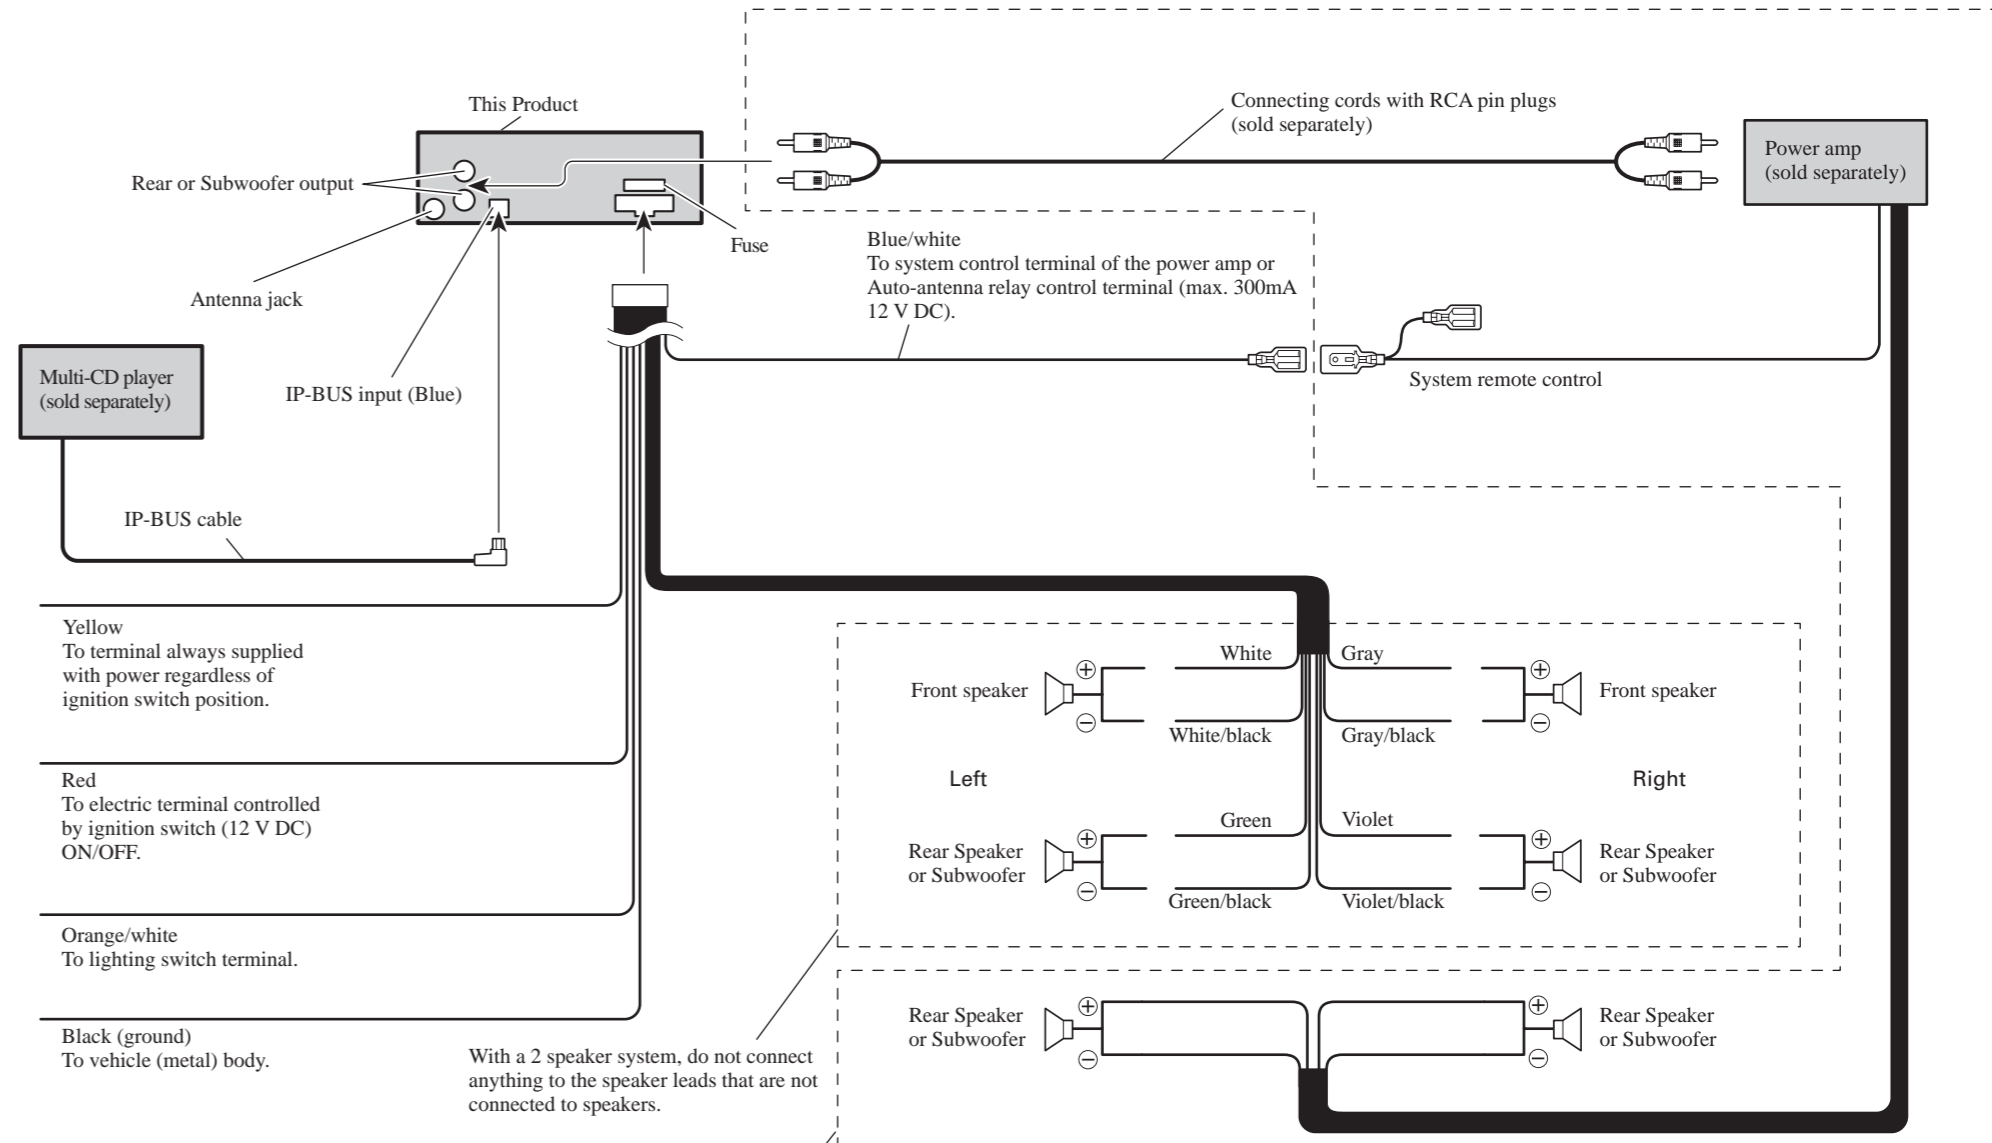 This Product
Connecting cords with RCA pin plugs
(sold separately)
Power amp
(sold separately)
Rear or Subwoofer output
Fuse
Blue/white
To system control terminal of the power amp or
Auto-antenna relay control terminal (max. 300mA
12 V DC).
Antenna jack
Multi-CD player
(sold separately)
IP-BUS input (Blue)
System remote control
IP-BUS cable
Yellow
To terminal always supplied
with power regardless of
ignition switch position.
Red
To electric terminal controlled
by ignition switch (12 V DC)
ON/OFF.
Orange/white
To lighting switch terminal.
Black (ground)
To vehicle (metal) body.
White
Gray
+
+
Front speaker
Front speaker
−
−
White/black
Gray/black
Left
Right
Green
Violet
+
+
Rear Speaker
or Subwoofer
Rear Speaker
or Subwoofer
−
−
Green/black
Violet/black
+
+
Rear Speaker
or Subwoofer
Rear Speaker
or Subwoofer
−
−
With a 2 speaker system, do not connect
anything to the speaker leads that are not
connected to speakers.